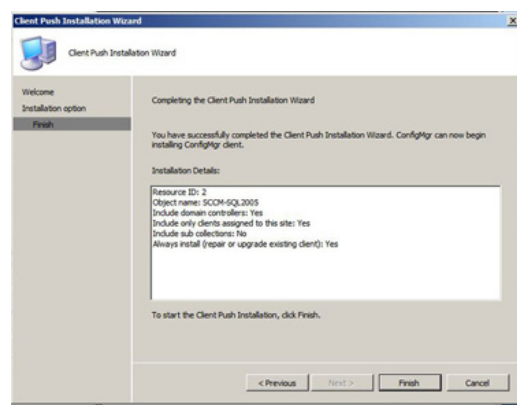 Client Push Installation Wizard
Client Push Installation Wizard
Welcome
Installation option
Finish
Completing the Client Push Installation Wizard
You have successfully completed the Client Push Installation Wizard. ConfigMgr can now begin
installing ConfigMgr client.
Installation Details:
Resource ID: 2
Object name: SCCM-SQL2005
Include domain controllers: Yes
Include only clients assigned to this site: Yes
Include sub collections: No
Always install (repair or upgrade existing client): Yes
To start the Client Push Installation, click Finish.
< Previous
Next >
Finish
Cancel